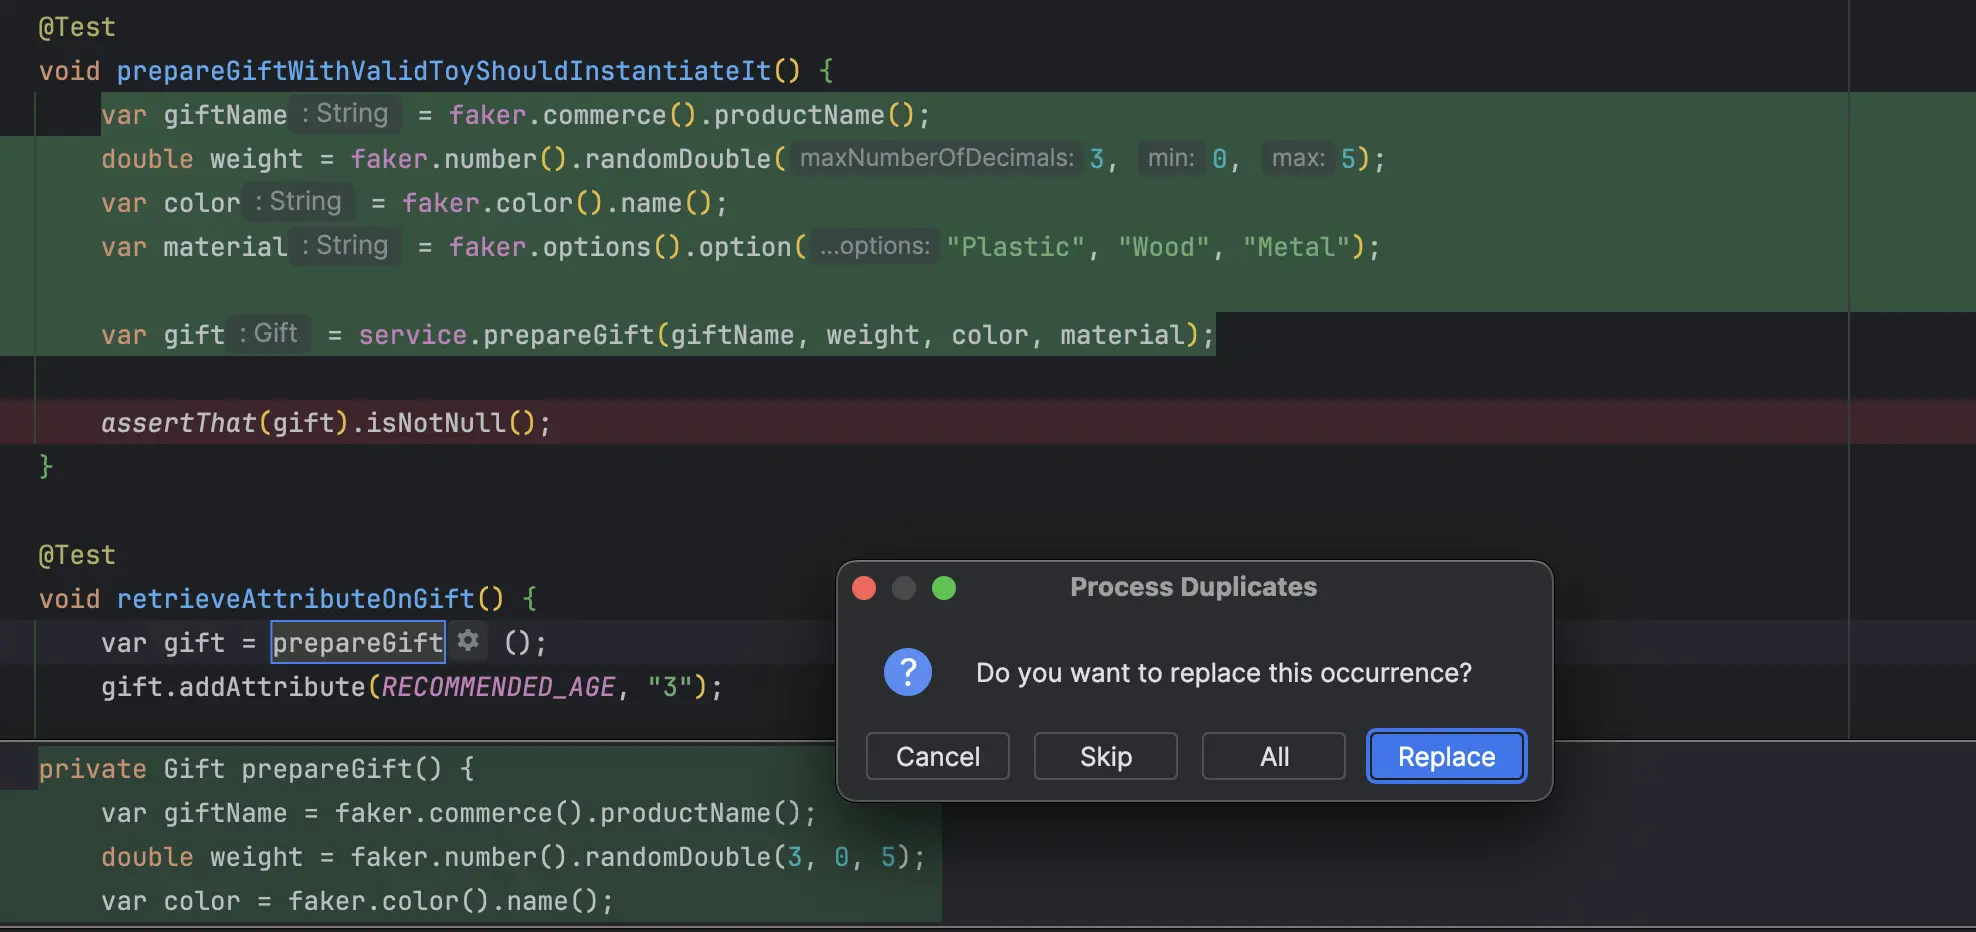 @Test
void prepareGiftWithValidToyShouldInstantiateIt() {
var giftName : String = faker.commerce().productName();
double weight = faker.number().randomDouble( maxNumberOfDecimals: 3, min: 0, max: 5);
var color : String = faker.color().name();
var material : String = faker.options().option( ...options: "Plastic", "Wood", "Metal");
var gift : Gift = service.prepareGift(giftName, weight, color, material);
assertThat(gift).isNotNull();
}
@Test
void retrieveAttributeOnGift() {
var gift = prepareGift ();
gift.addAttribute(RECOMMENDED_AGE, "3");
private Gift prepareGift() {
var giftName = faker.commerce().productName();
double weight = faker.number().randomDouble(3, 0, 5);
var color = faker.color().name();
Process Duplicates
? Do you want to replace this occurrence?
Cancel Skip All Replace